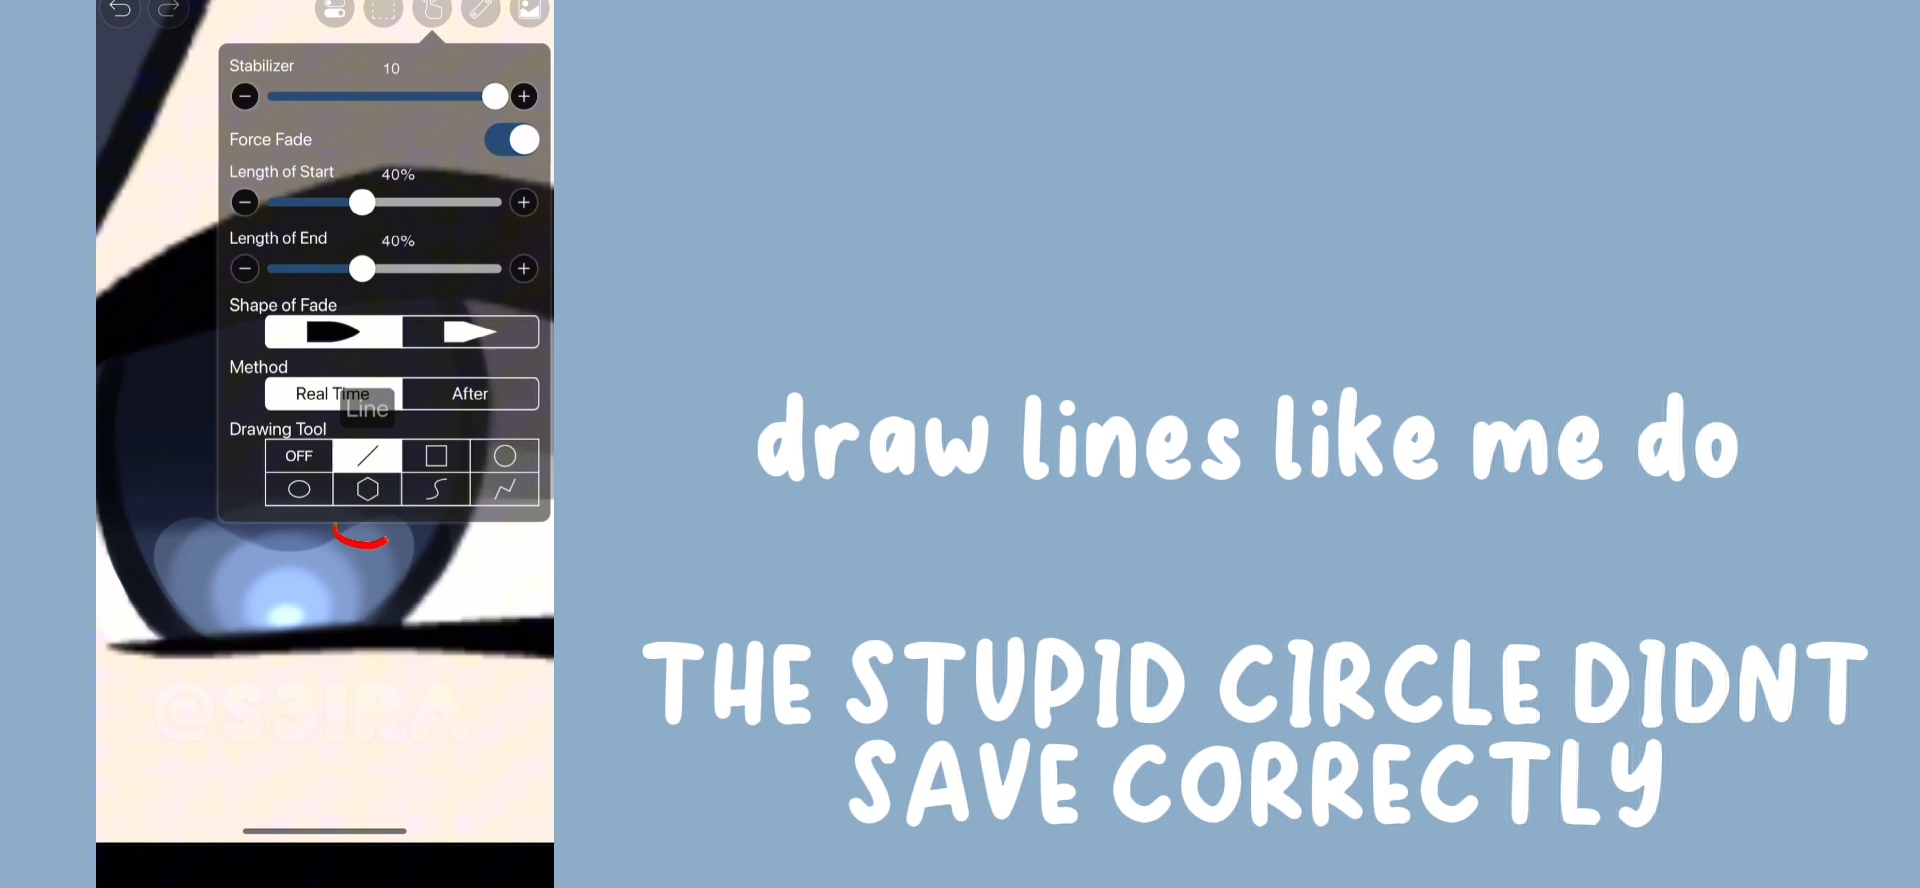 Stabilizer 10
Force Fade
Length of Start 40%
Length of End 40%
Shape of Fade
Method
Real Time After
Line
Drawing Tool
OFF
@S3IRA
draw lines like me do
THE STUPID CIRCLE DIDNT
SAVE CORRECTLY